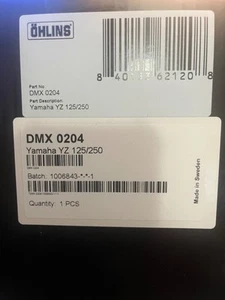 ÖHLINS
Part No.
DMX 0204
Part Description:
Yamaha YZ 125/250
DMX 0204
Yamaha YZ 125/250
Batch: 1006843-*-*-1
Quantity: 1 PCS
Made in Sweden